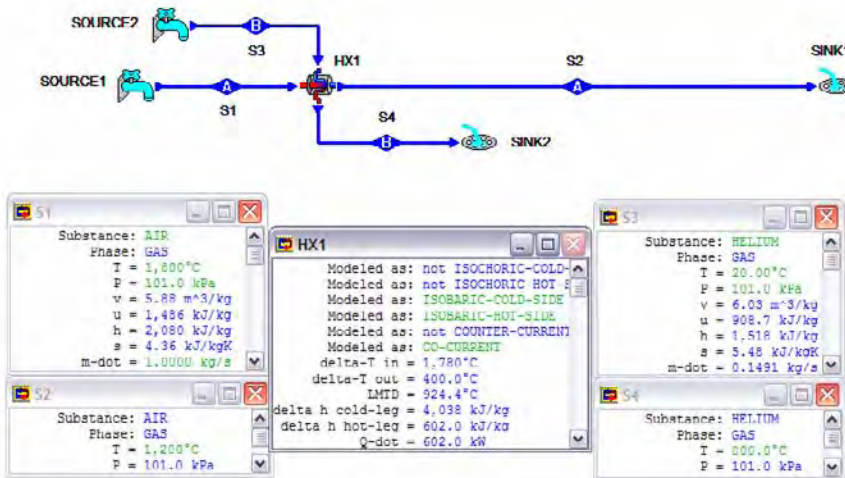 SOURCE2
B
S3
HX1
S2
SINK1
SOURCE1
A
A
S1
S4
B
SINK2
S1
Substance: AIR
Phase: GAS
T = 1,800°C
P = 101.0 kPa
v = 5.88 m^3/kg
u = 1,486 kJ/kg
h = 2,080 kJ/kg
s = 4.36 kJ/kgK
m-dot = 1.0000 kg/s
S2
Substance: AIR
Phase: GAS
T = 1,200°C
P = 101.0 kPa
HX1
Modeled as: not ISOCHORIC-COLD-
Modeled as: not ISOCHORIC HOT S
Modeled as: ISOBARIC-COLD-SIDE
Modeled as: ISOBARIC-HOT-SIDE
Modeled as: not COUNTER-CURRENT
Modeled as: CO-CURRENT
delta-T in = 1,780°C
delta-T out = 400.0°C
LMTD = 924.4°C
delta h cold-leg = 4,038 kJ/kg
delta h hot-leg = 602.0 kJ/kg
Q-dot = 602.0 kW
S3
Substance: HELIUM
Phase: GAS
T = 20.00°C
P = 101.0 kPa
v = 6.03 m^3/kg
u = 908.7 kJ/kg
h = 1,518 kJ/kg
s = 5.48 kJ/kgK
m-dot = 0.1491 kg/s
S4
Substance: HELIUM
Phase: GAS
T = 800.0°C
P = 101.0 kPa